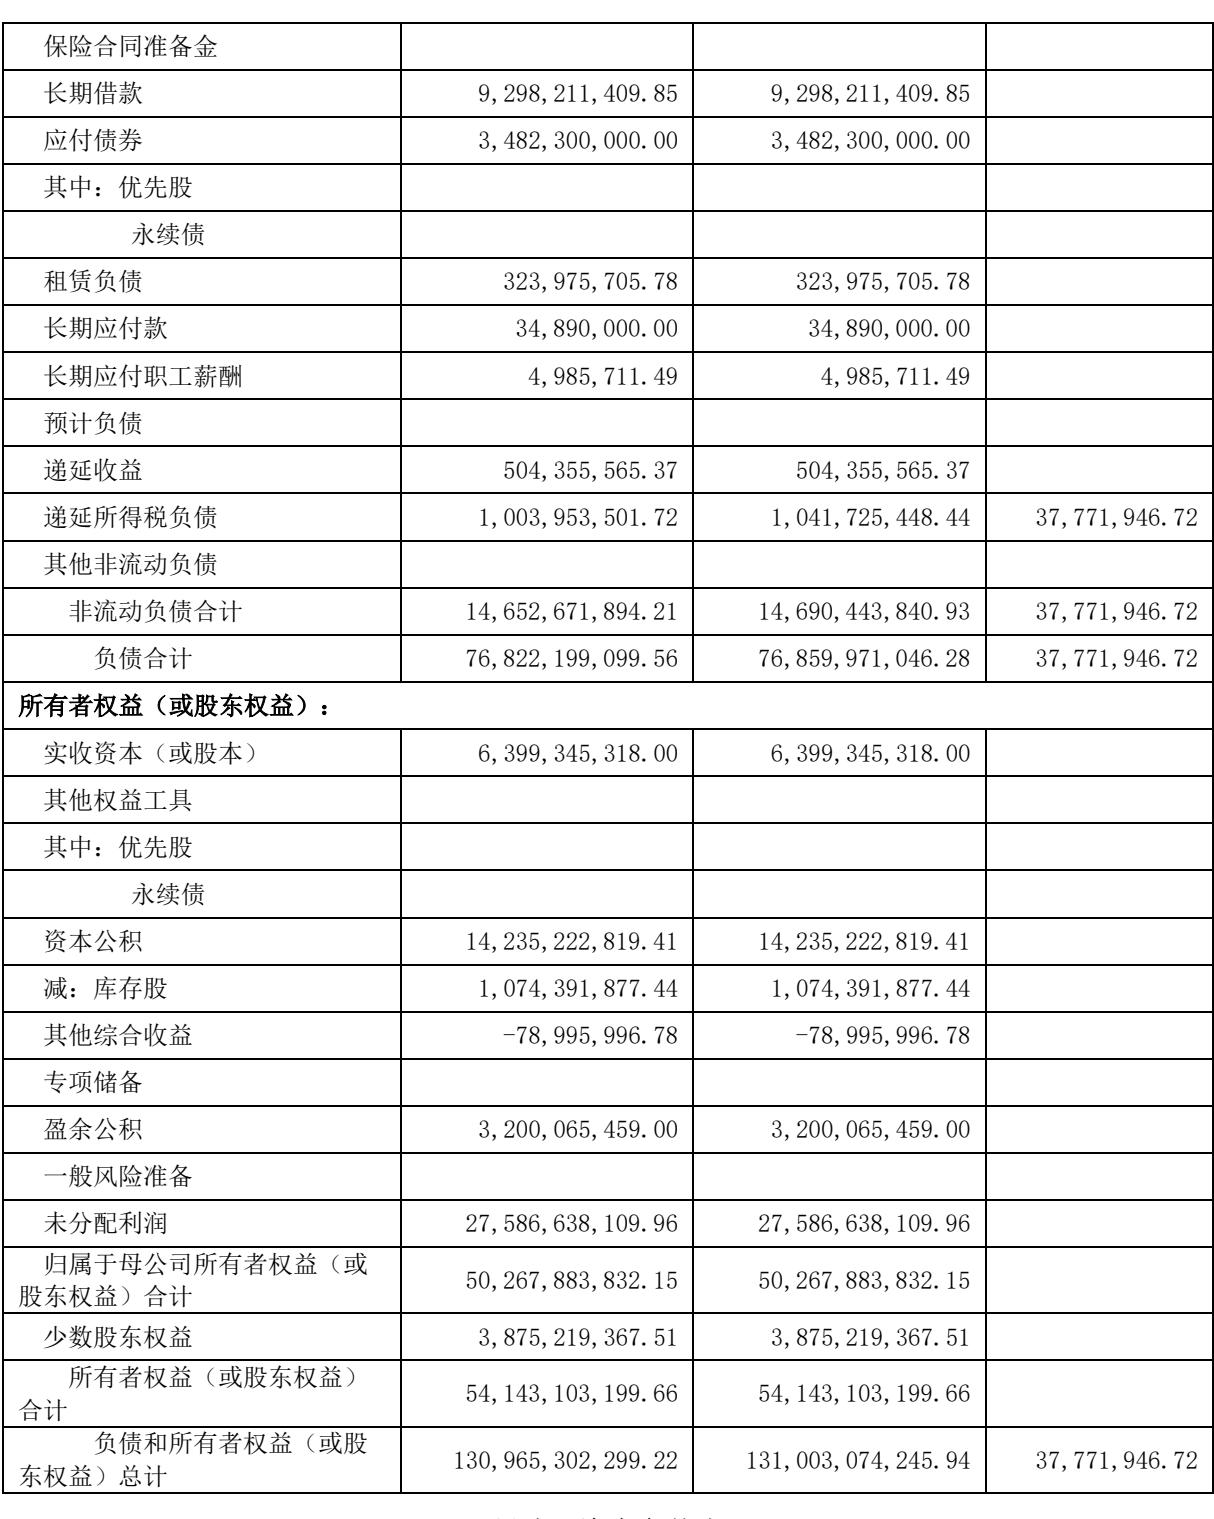 保险合同准备金
长期借款 9,298,211,409.85 9,298,211,409.85
应付债券 3,482,300,000.00 3,482,300,000.00
其中：优先股
永续债
租赁负债 323,975,705.78 323,975,705.78
长期应付款 34,890,000.00 34,890,000.00
长期应付职工薪酬 4,985,711.49 4,985,711.49
预计负债
递延收益 504,355,565.37 504,355,565.37
递延所得税负债 1,003,953,501.72 1,041,725,448.44 37,771,946.72
其他非流动负债
非流动负债合计 14,652,671,894.21 14,690,443,840.93 37,771,946.72
负债合计 76,822,199,099.56 76,859,971,046.28 37,771,946.72
所有者权益（或股东权益）：
实收资本（或股本） 6,399,345,318.00 6,399,345,318.00
其他权益工具
其中：优先股
永续债
资本公积 14,235,222,819.41 14,235,222,819.41
减：库存股 1,074,391,877.44 1,074,391,877.44
其他综合收益 -78,995,996.78 -78,995,996.78
专项储备
盈余公积 3,200,065,459.00 3,200,065,459.00
一般风险准备
未分配利润 27,586,638,109.96 27,586,638,109.96
归属于母公司所有者权益（或
股东权益）合计 50,267,883,832.15 50,267,883,832.15
少数股东权益 3,875,219,367.51 3,875,219,367.51
所有者权益（或股东权益）
合计 54,143,103,199.66 54,143,103,199.66
负债和所有者权益（或股
东权益）总计 130,965,302,299.22 131,003,074,245.94 37,771,946.72